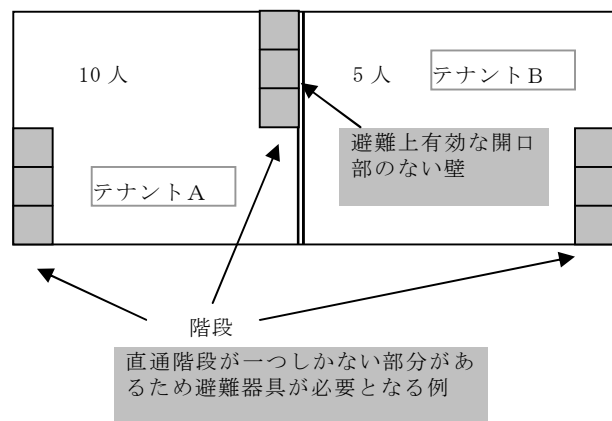 10人
5人
テナントB
避難上有効な開口
部のない壁
テナントA
階段
直通階段が一つしかない部分があ
るため避難器具が必要となる例